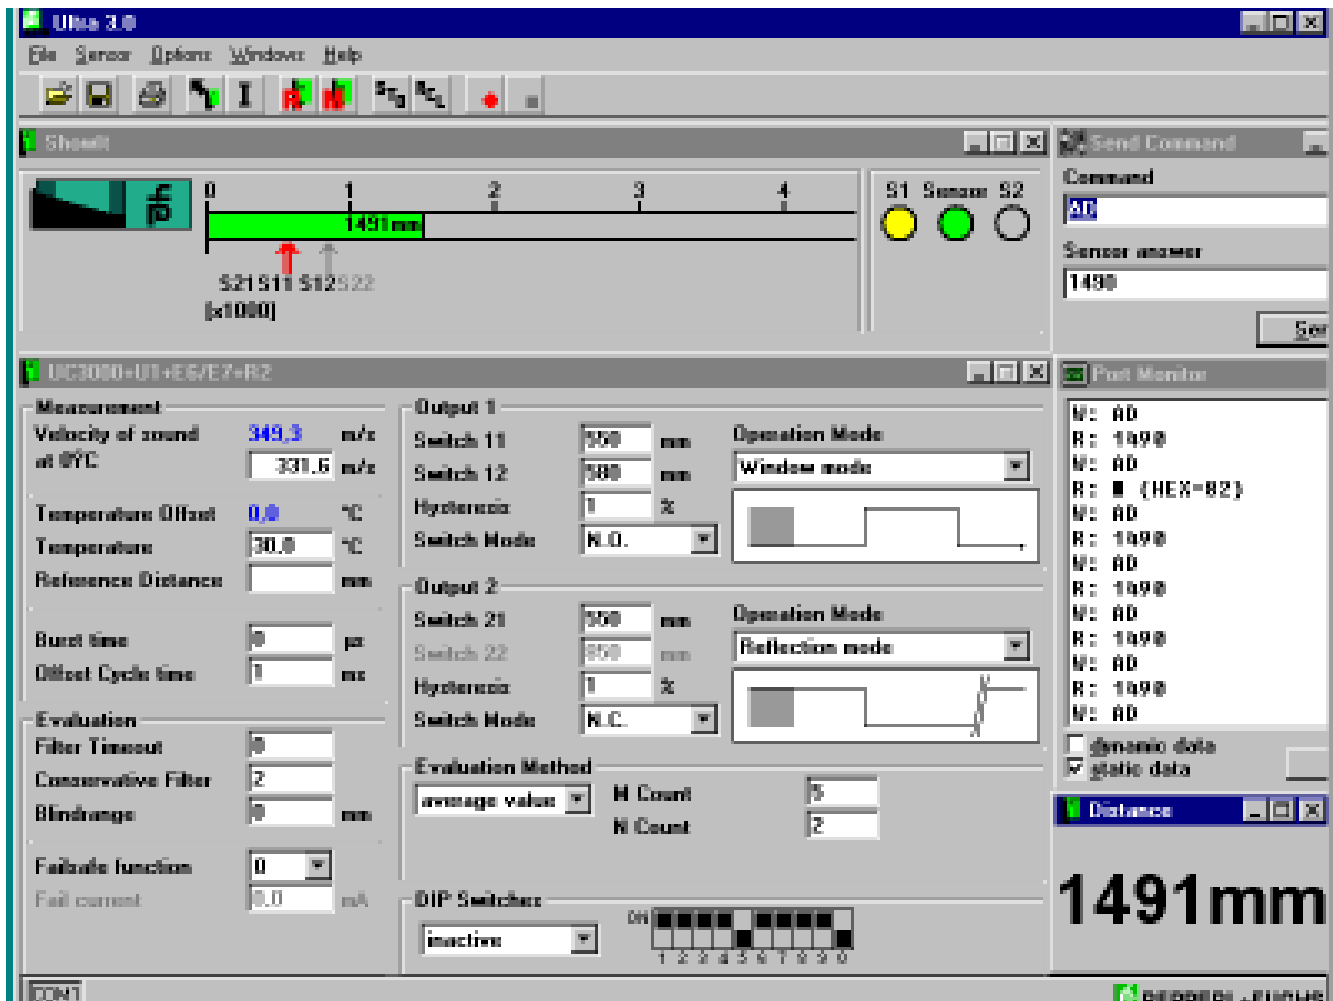 Ultra 3.0
File Sensor Options Windows Help
STO RCL
ShowIt
0 1 2 3 4
1491mm
S21 S11 S12 S22
[x1000]
S1 Sensor S2
Send Command
Command
AD
Sensor answer
1490
UC3000+U1+E6/E7+R2
Measurement
Velocity of sound 349,3 m/s
at 0ŸC 331,6 m/s
Temperature Offset 0,0 °C
Temperature 30,0 °C
Reference Distance mm
Burst time 0 µs
Offset Cycle time 1 ms
Evaluation
Filter Timeout 0
Conservative Filter 2
Blindrange 0 mm
Failsafe function 0
Fail current 0.0 mA
Output 1
Switch 11 550 mm
Switch 12 580 mm
Hysteresis 1 %
Switch Mode N.O.
Operation Mode
Window mode
Output 2
Switch 21 550 mm
Switch 22 850 mm
Hysteresis 1 %
Switch Mode N.C.
Operation Mode
Reflection mode
Evaluation Method
average value
M Count 5
N Count 2
DIP Switches
inactive
ON
1 2 3 4 5 6 7 8 9 0
Port Monitor
W: AD
R: 1490
W: AD
R: ■ (HEX=82)
W: AD
R: 1490
W: AD
R: 1490
W: AD
R: 1490
W: AD
R: 1490
W: AD
dynamic data
static data
Distance
1491mm
COM1